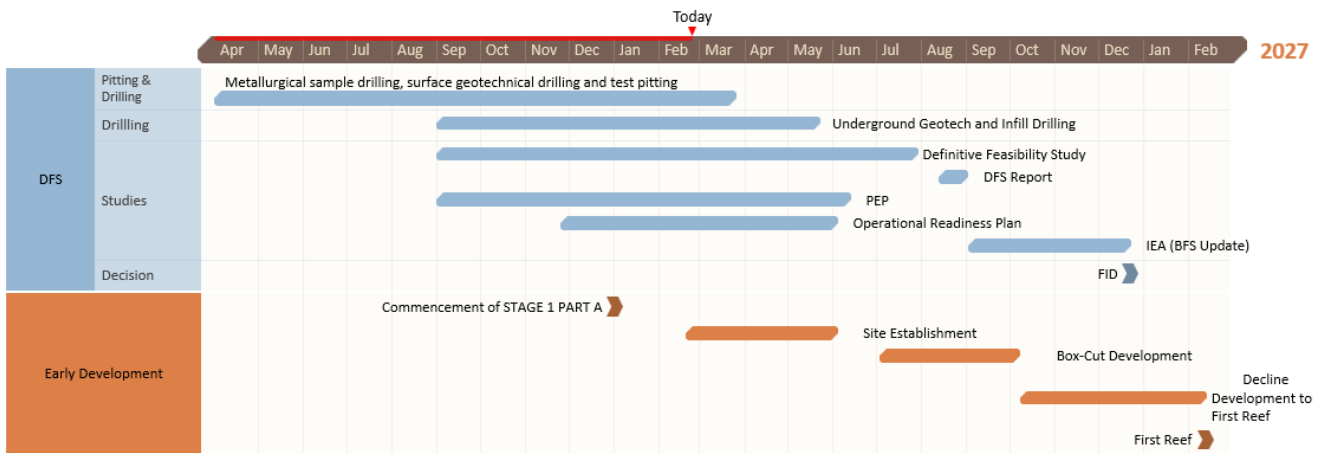 Today
Apr May Jun Jul Aug Sep Oct Nov Dec Jan Feb Mar Apr May Jun Jul Aug Sep Oct Nov Dec Jan Feb 2027
DFS
Pitting &
Drilling
Metallurgical sample drilling, surface geotechnical drilling and test pitting
Drillling
Underground Geotech and Infill Drilling
Studies
Definitive Feasibility Study
DFS Report
PEP
Operational Readiness Plan
IEA (BFS Update)
Decision
FID
Early Development
Commencement of STAGE 1 PART A
Site Establishment
Box-Cut Development
Decline
Development to
First Reef
First Reef